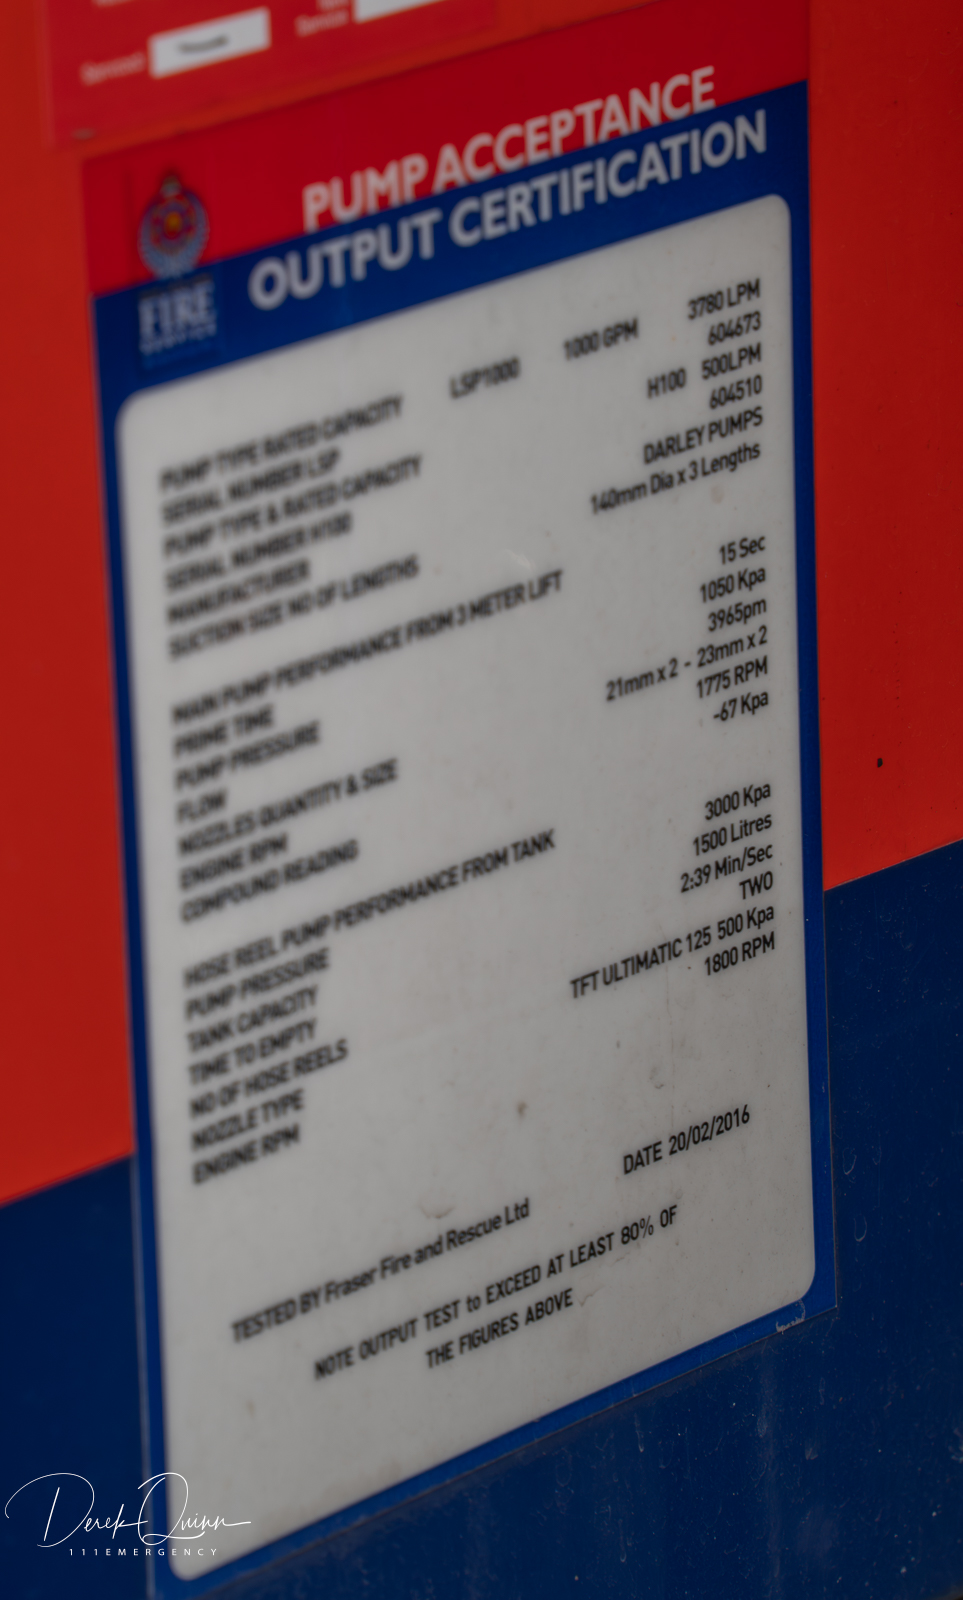 Serviced
Service
PUMP ACCEPTANCE
OUTPUT CERTIFICATION
FIRE
SERVICE
PUMP TYPE RATED CAPACITY LSP1000 1000 GPM 3780 LPM
SERIAL NUMBER LSP 604673
PUMP TYPE & RATED CAPACITY H100 500LPM
SERIAL NUMBER H100 604510
MANUFACTURER DARLEY PUMPS
SUCTION SIZE NO OF LENGTHS 140mm Dia x 3 Lengths
MAIN PUMP PERFORMANCE FROM 3 METER LIFT
PRIME TIME 15 Sec
PUMP PRESSURE 1050 Kpa
FLOW 3965pm
NOZZLES QUANTITY & SIZE 21mm x 2 - 23mm x 2
ENGINE RPM 1775 RPM
COMPOUND READING -67 Kpa
HOSE REEL PUMP PERFORMANCE FROM TANK
PUMP PRESSURE 3000 Kpa
TANK CAPACITY 1500 Litres
TIME TO EMPTY 2:39 Min/Sec
NO OF HOSE REELS TWO
NOZZLE TYPE TFT ULTIMATIC 125 500 Kpa
ENGINE RPM 1800 RPM
TESTED BY Fraser Fire and Rescue Ltd DATE 20/02/2016
NOTE OUTPUT TEST to EXCEED AT LEAST 80% OF
THE FIGURES ABOVE
Derek Quinn
111EMERGENCY